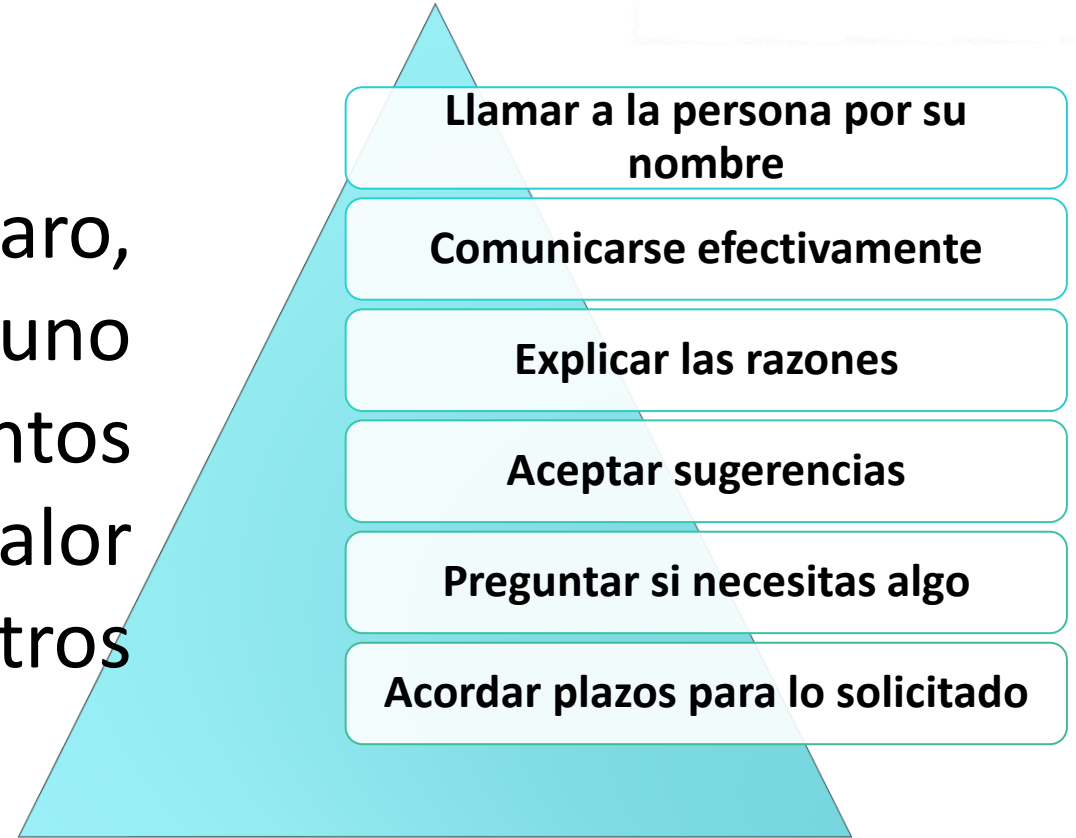 aro,
uno
ntos
alor
tros
Llamar a la persona por su
nombre
Comunicarse efectivamente
Explicar las razones
Aceptar sugerencias
Preguntar si necesitas algo
Acordar plazos para lo solicitado